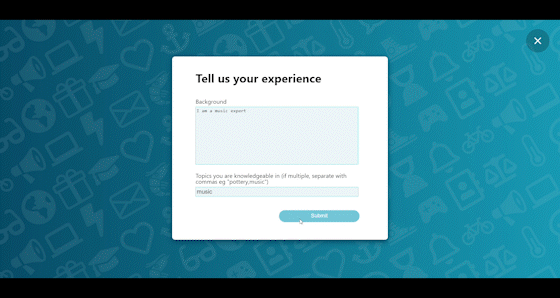 Tell us your experience
Background
I am a music expert
Topics you are knowledgeable in (if multiple, separate with
commas eg "pottery,music")
music
Submit